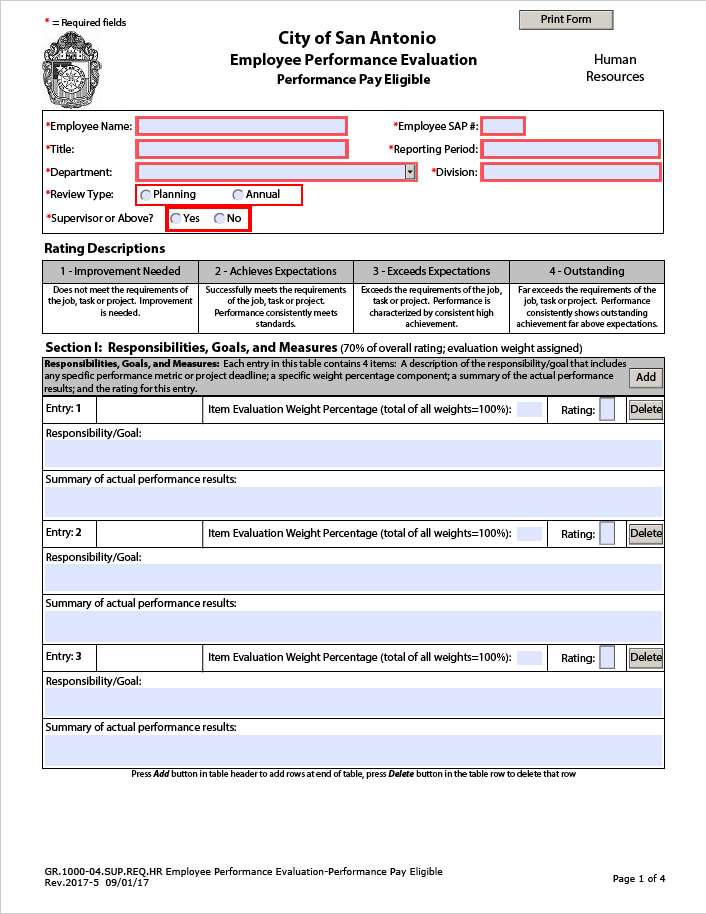 * = Required fields
Print Form
City of San Antonio
Employee Performance Evaluation
Performance Pay Eligible
Human
Resources
*Employee Name:
*Employee SAP #:
*Title:
*Reporting Period:
*Department:
*Division:
*Review Type:
Planning
Annual
*Supervisor or Above?
Yes
No
Rating Descriptions
1 - Improvement Needed
2 - Achieves Expectations
3 - Exceeds Expectations
4 - Outstanding
Does not meet the requirements of
the job, task or project. Improvement
is needed.
Successfully meets the requirements
of the job, task or project.
Performance consistently meets
standards.
Exceeds the requirements of the job,
task or project. Performance is
characterized by consistent high
achievement.
Far exceeds the requirements of the
job, task or project. Performance
consistently shows outstanding
achievement far above expectations.
Section I: Responsibilities, Goals, and Measures (70% of overall rating; evaluation weight assigned)
Responsibilities, Goals, and Measures: Each entry in this table contains 4 items: A description of the responsibility/goal that includes
any specific performance metric or project deadline; a specific weight percentage component; a summary of the actual performance
results; and the rating for this entry.
Add
Entry: 1
Item Evaluation Weight Percentage (total of all weights=100%):
Rating:
Delete
Responsibility/Goal:
Summary of actual performance results:
Entry: 2
Item Evaluation Weight Percentage (total of all weights=100%):
Rating:
Delete
Responsibility/Goal:
Summary of actual performance results:
Entry: 3
Item Evaluation Weight Percentage (total of all weights=100%):
Rating:
Delete
Responsibility/Goal:
Summary of actual performance results:
Press Add button in table header to add rows at end of table, press Delete button in the table row to delete that row
GR.1000-04.SUP.REQ.HR Employee Performance Evaluation-Performance Pay Eligible
Rev.2017-5 09/01/17
Page 1 of 4